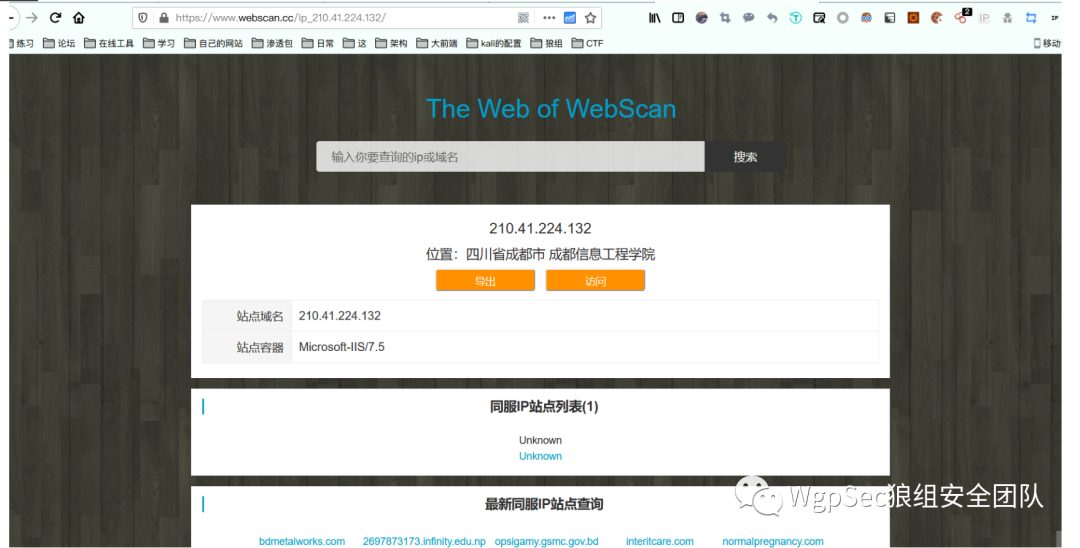 https://www.webscan.cc/ip_210.41.224.132/
2
IP
练习 论坛 在线工具 学习 自己的网站 渗透包 日常 这 架构 大前端 kali的配置 狼组 CTF 移动
The Web of WebScan
输入你要查询的ip或域名 搜索
210.41.224.132
位置：四川省成都市 成都信息工程学院
导出 访问
站点域名 210.41.224.132
站点容器 Microsoft-IIS/7.5
同服IP站点列表(1)
Unknown
Unknown
最新同服IP站点查询
WgpSec狼组安全团队
bdmetalworks.com 2697873173.infinity.edu.np opsigamy.gsmc.gov.bd interitcare.com normalpregnancy.com